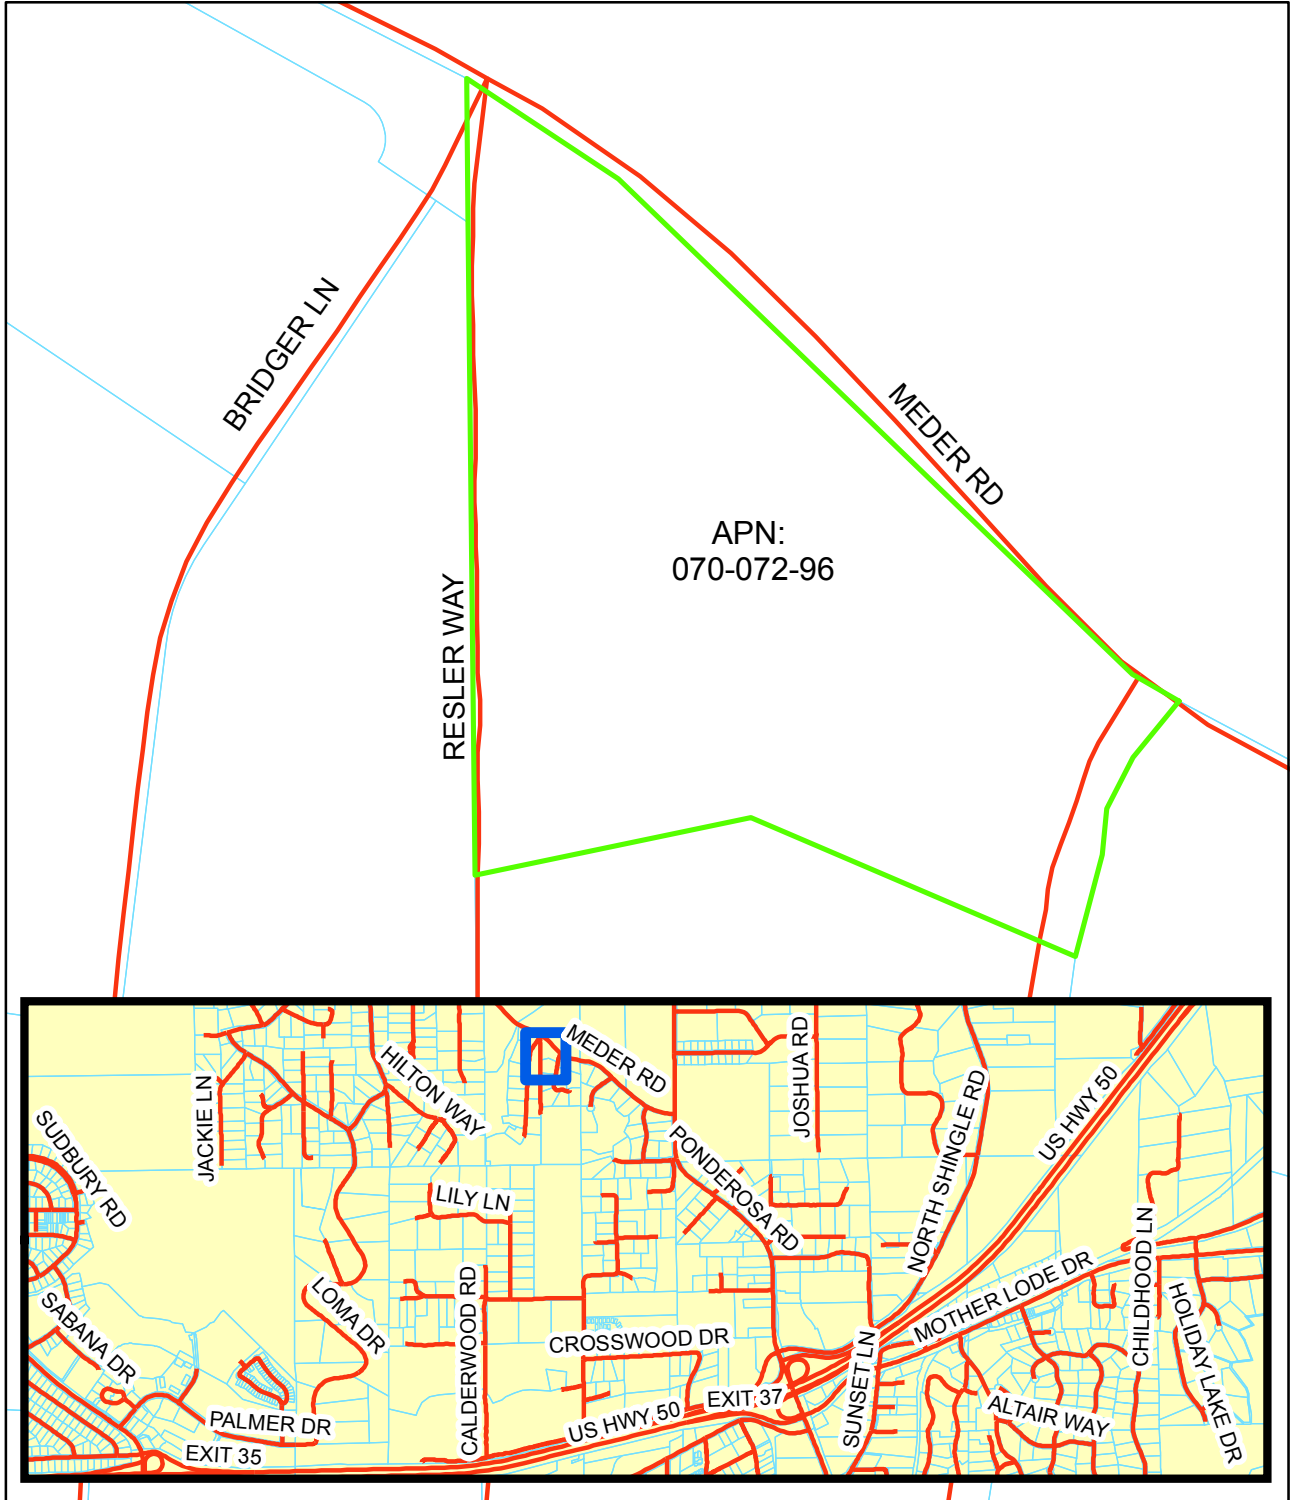 BRIDGER LN
MEDER RD
APN:
070-072-96
RESLER WAY
MEDER RD
HILTON WAY
JACKIE LN
JOSHUA RD
US HWY 50
SUDBURY RD
PONDEROSA RD
NORTH SHINGLE RD
LILY LN
CHILDHOOD LN
MOTHER LODE DR
LOMA DR
CALDERWOOD RD
SABANA DR
CROSSWOOD DR
SUNSET LN
HOLIDAY LAKE DR
EXIT 37
US HWY 50
ALTAIR WAY
PALMER DR
EXIT 35